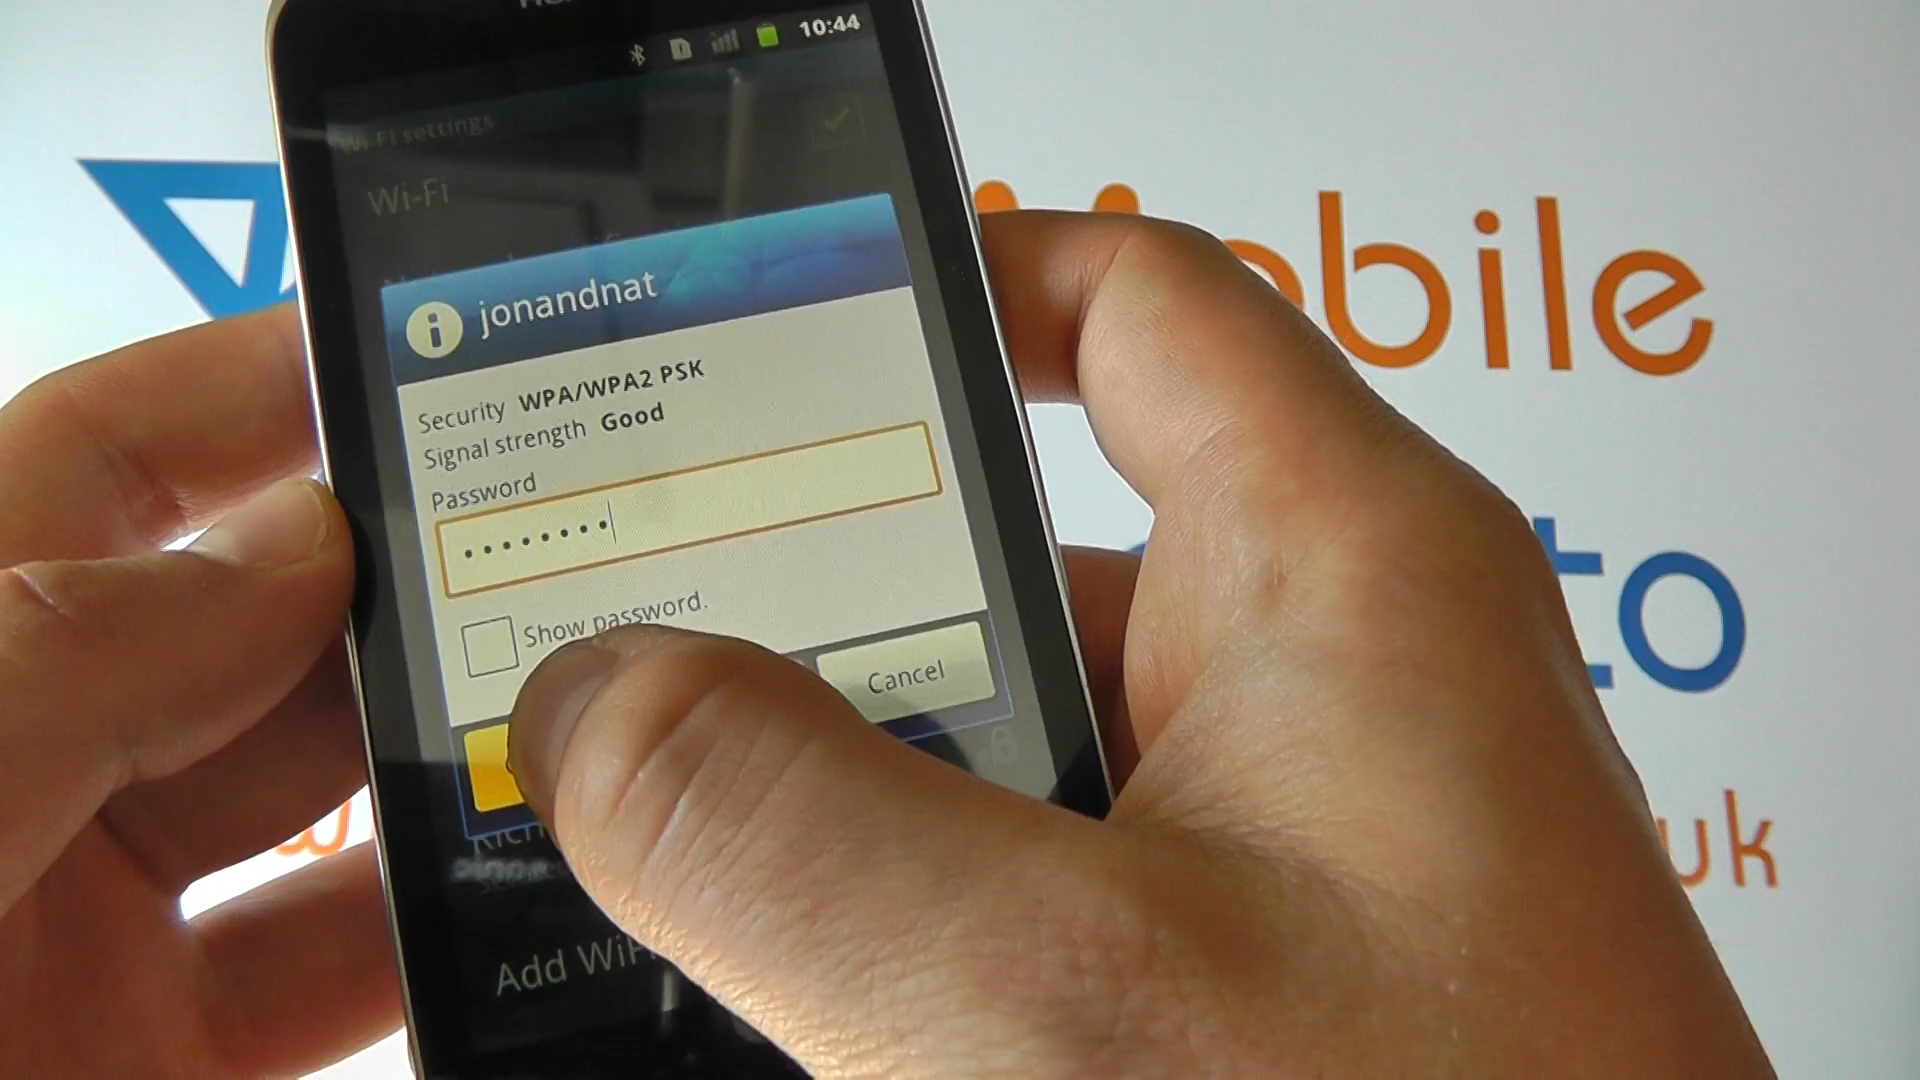 10:44
Wi-Fi settings
Wi-Fi
jonandnat
Security WPA/WPA2 PSK
Signal strength Good
Password
Show password.
Cancel
Add WiFi
bile
to
uk